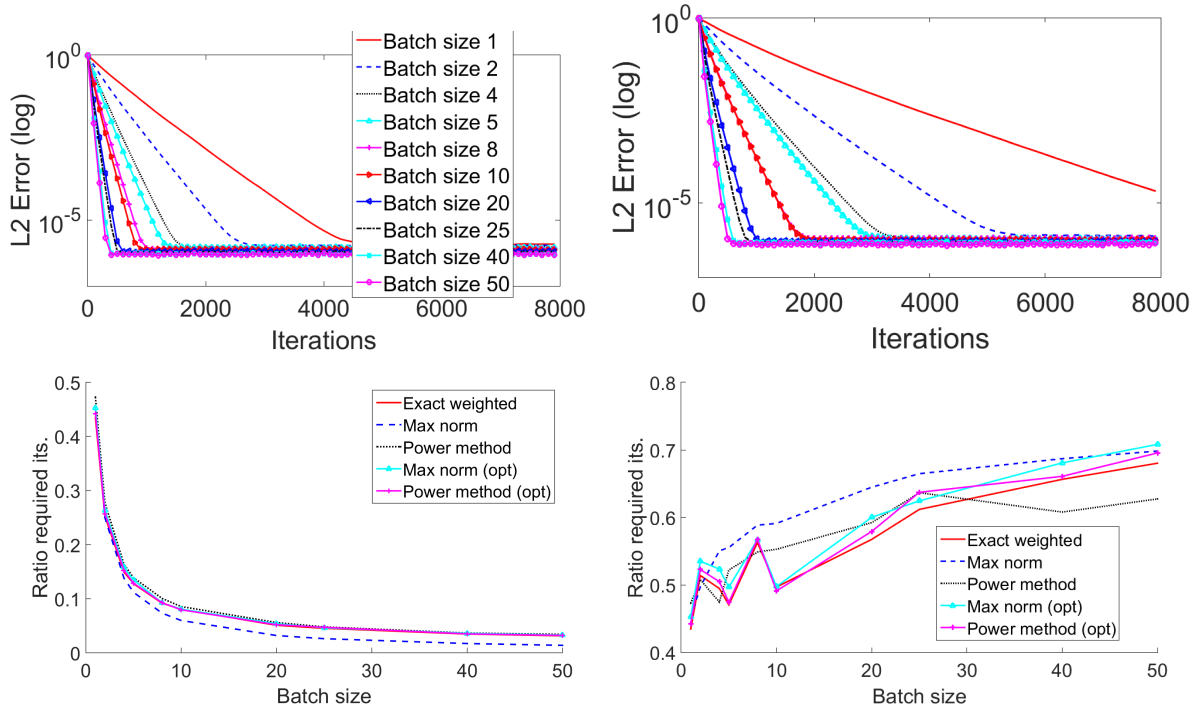 10^0
10^-5
L2 Error (log)
0
2000
4000
6000
8000
Iterations
Batch size 1
Batch size 2
Batch size 4
Batch size 5
Batch size 8
Batch size 10
Batch size 20
Batch size 25
Batch size 40
Batch size 50
10^0
10^-5
L2 Error (log)
0
2000
4000
6000
8000
Iterations
0.5
0.4
0.3
0.2
0.1
0
Ratio required its.
0
10
20
30
40
50
Batch size
Exact weighted
Max norm
Power method
Max norm (opt)
Power method (opt)
0.8
0.7
0.6
0.5
0.4
Ratio required its.
0
10
20
30
40
50
Batch size
Exact weighted
Max norm
Power method
Max norm (opt)
Power method (opt)